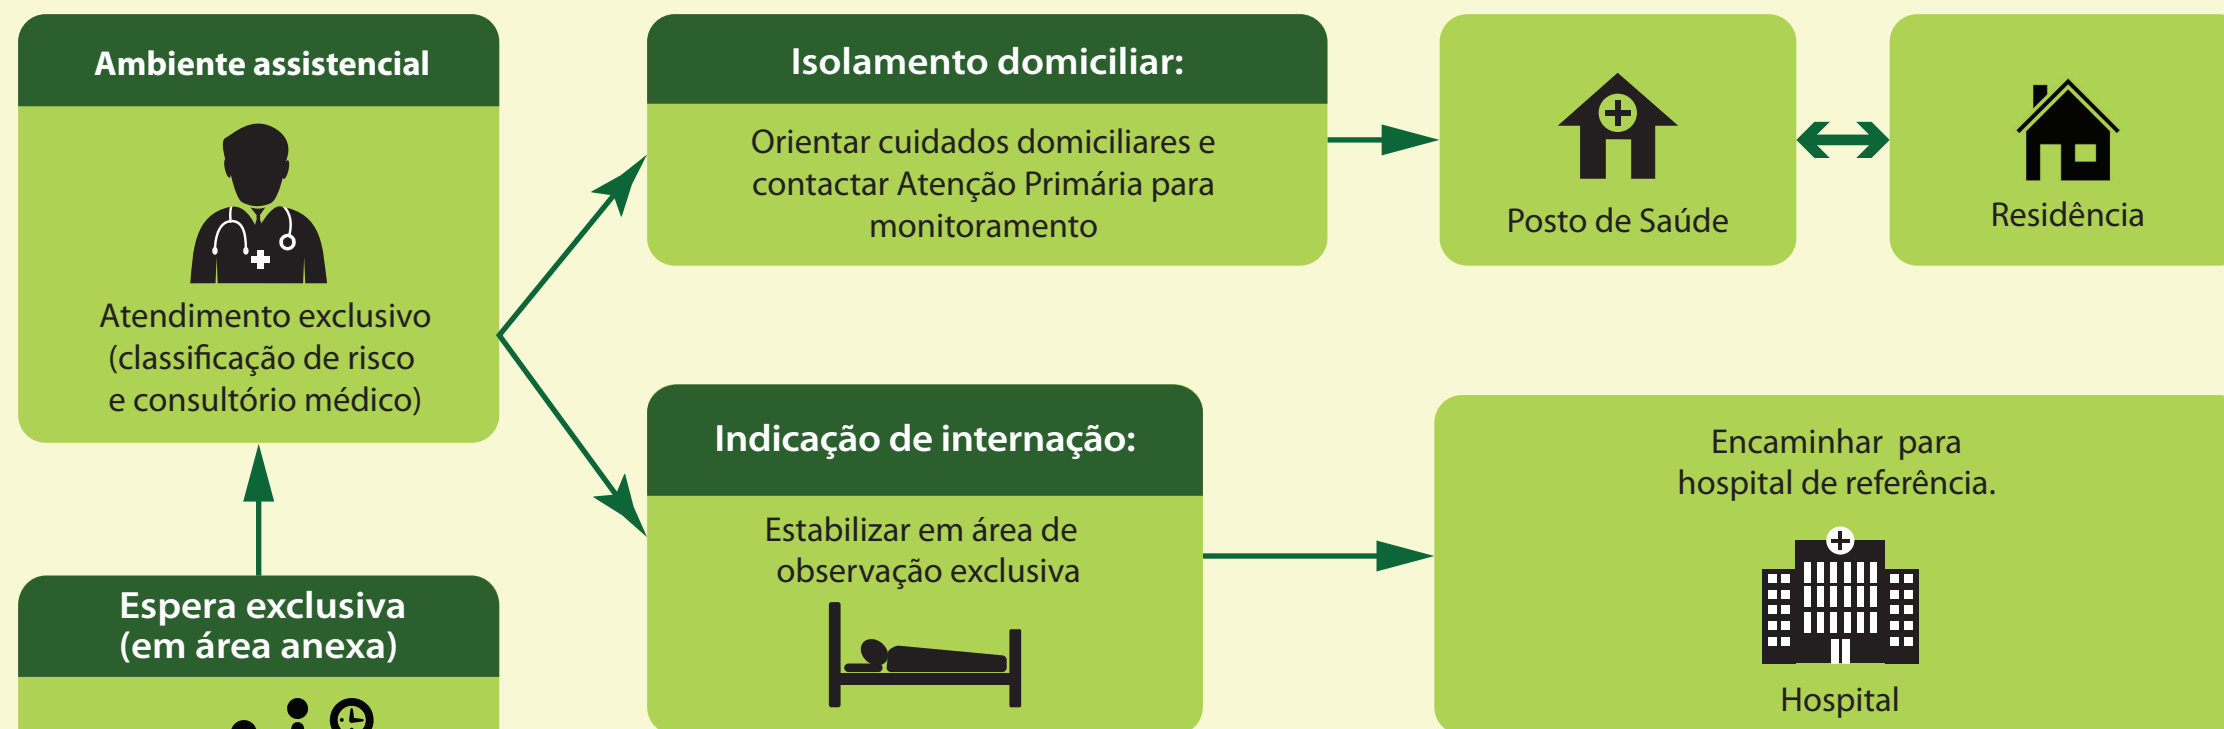 Ambiente assistencial
Atendimento exclusivo
(classificação de risco
e consultório médico)
Espera exclusiva
(em área anexa)
Isolamento domiciliar:
Orientar cuidados domiciliares e
contactar Atenção Primária para
monitoramento
Posto de Saúde
Residência
Indicação de internação:
Estabilizar em área de
observação exclusiva
Encaminhar para
hospital de referência.
Hospital